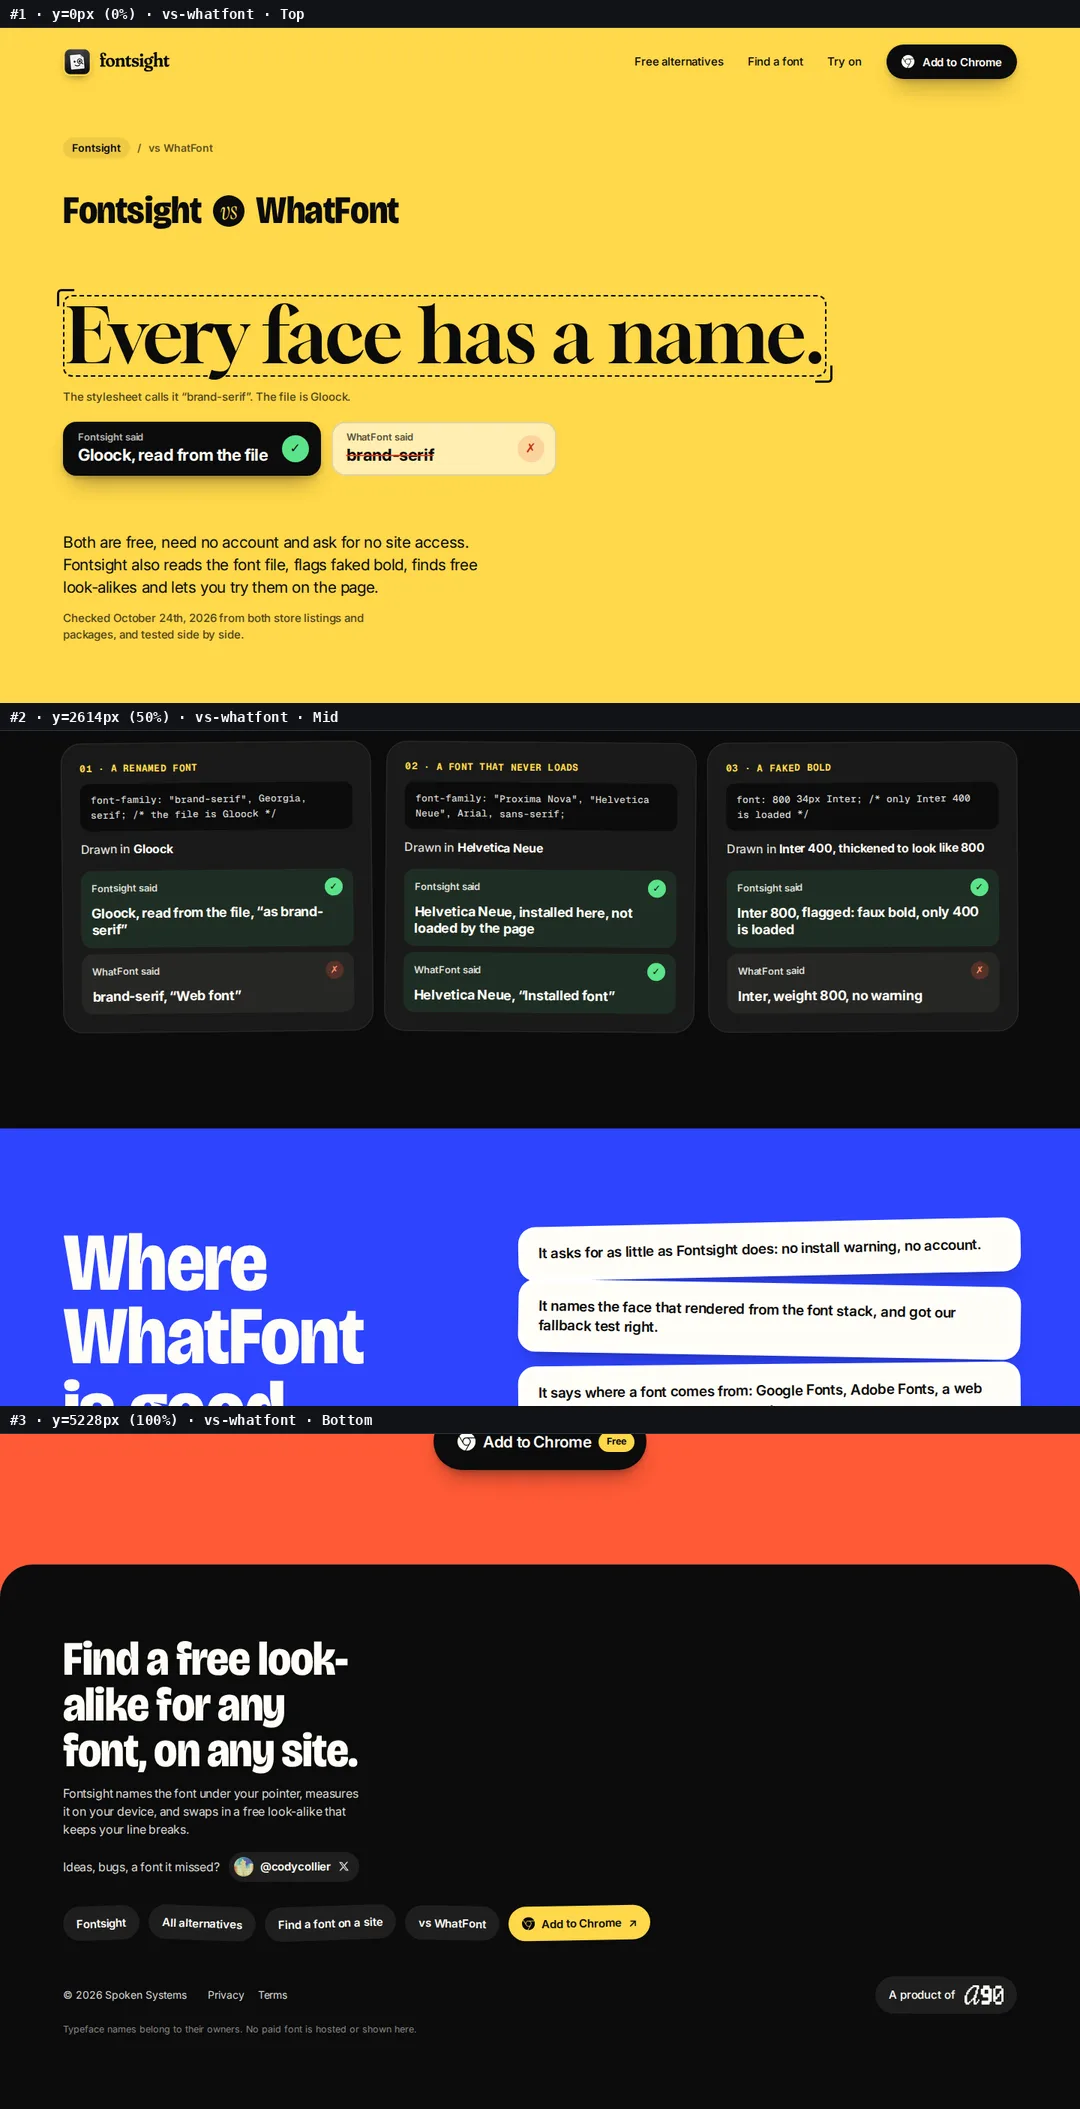 #1 · y=0px (0%) · vs-whatfont · Top
fontsight
Free alternatives
Find a font
Try on
Add to Chrome
Fontsight / vs WhatFont
Fontsight vs WhatFont
Every face has a name.
The stylesheet calls it “brand-serif”. The file is Gloock.
Fontsight said
Gloock, read from the file
✓
WhatFont said
brand-serif
✗
Both are free, need no account and ask for no site access.
Fontsight also reads the font file, flags faked bold, finds free
look-alikes and lets you try them on the page.
Checked October 24th, 2026 from both store listings and
packages, and tested side by side.
#2 · y=2614px (50%) · vs-whatfont · Mid
01 · A RENAMED FONT
font-family: "brand-serif", Georgia,
serif; /* the file is Gloock */
Drawn in Gloock
Fontsight said
✓
Gloock, read from the file, “as brand-
serif”
WhatFont said
✗
brand-serif, “Web font”
02 · A FONT THAT NEVER LOADS
font-family: "Proxima Nova", "Helvetica
Neue", Arial, sans-serif;
Drawn in Helvetica Neue
Fontsight said
✓
Helvetica Neue, installed here, not
loaded by the page
WhatFont said
✓
Helvetica Neue, “Installed font”
03 · A FAKED BOLD
font: 800 34px Inter; /* only Inter 400
is loaded */
Drawn in Inter 400, thickened to look like 800
Fontsight said
✓
Inter 800, flagged: faux bold, only 400
is loaded
WhatFont said
✗
Inter, weight 800, no warning
Where
WhatFont
is good
It asks for as little as Fontsight does: no install warning, no account.
It names the face that rendered from the font stack, and got our
fallback test right.
It says where a font comes from: Google Fonts, Adobe Fonts, a web
#3 · y=5228px (100%) · vs-whatfont · Bottom
Add to Chrome Free
Find a free look-
alike for any
font, on any site.
Fontsight names the font under your pointer, measures
it on your device, and swaps in a free look-alike that
keeps your line breaks.
Ideas, bugs, a font it missed? @codycollier 𝕏
Fontsight
All alternatives
Find a font on a site
vs WhatFont
Add to Chrome ↗
© 2026 Spoken Systems
Privacy
Terms
A product of a90
Typeface names belong to their owners. No paid font is hosted or shown here.